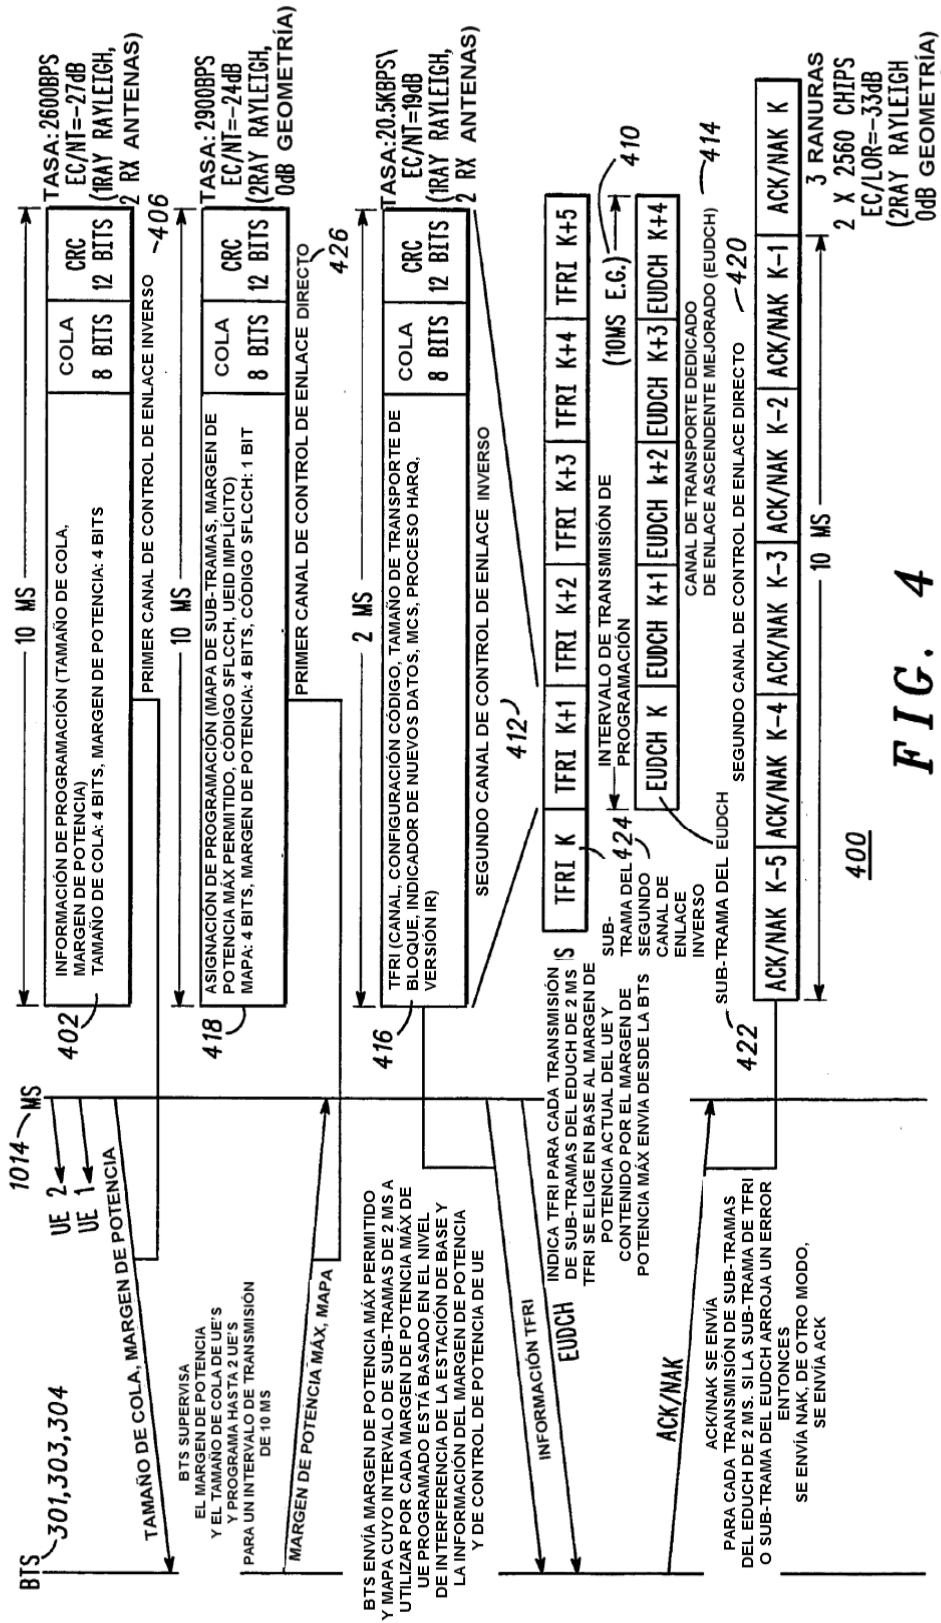 BTS 301,303,304
1014 MS
UE 2
UE 1
TAMAÑO DE COLA, MARGEN DE POTENCIA
402
10 MS
INFORMACIÓN DE PROGRAMACIÓN (TAMAÑO DE COLA,
MARGEN DE POTENCIA)
TAMAÑO DE COLA: 4 BITS, MARGEN DE POTENCIA: 4 BITS
COLA
8 BITS
CRC
12 BITS
TASA:2600BPS
EC/NT=-27dB
(1RAY RAYLEIGH,
2 RX ANTENAS)
PRIMER CANAL DE CONTROL DE ENLACE INVERSO
406
BTS SUPERVISA
EL MARGEN DE POTENCIA
Y EL TAMAÑO DE COLA DE UE'S
Y PROGRAMA HASTA 2 UE'S
PARA UN INTERVALO DE TRANSMISIÓN
DE 10 MS
MARGEN DE POTENCIA MÁX, MAPA
418
10 MS
ASIGNACIÓN DE PROGRAMACIÓN (MAPA DE SUB-TRAMAS, MARGEN DE
POTENCIA MÁX PERMITIDO, CÓDIGO SFLCCH, UEID IMPLÍCITO)
MAPA: 4 BITS, MARGEN DE POTENCIA: 4 BITS, CÓDIGO SFLCCH: 1 BIT
COLA
8 BITS
CRC
12 BITS
TASA:2900BPS
EC/NT=-24dB
(2RAY RAYLEIGH,
0dB GEOMETRÍA)
PRIMER CANAL DE CONTROL DE ENLACE DIRECTO
426
BTS ENVÍA MARGEN DE POTENCIA MÁX PERMITIDO
Y MAPA CUYO INTERVALO DE SUB-TRAMAS DE 2 MS A
UTILIZAR POR CADA MARGEN DE POTENCIA MÁX DE
UE PROGRAMADO ESTÁ BASADO EN EL NIVEL
DE INTERFERENCIA DE LA ESTACIÓN DE BASE Y
LA INFORMACIÓN DEL MARGEN DE POTENCIA
Y DE CONTROL DE POTENCIA DE UE
416
2 MS
TFRI (CANAL, CONFIGURACIÓN CÓDIGO, TAMAÑO DE TRANSPORTE DE
BLOQUE, INDICADOR DE NUEVOS DATOS, MCS, PROCESO HARQ,
VERSIÓN IR)
COLA
8 BITS
CRC
12 BITS
TASA:20.5KBPS\
EC/NT=19dB
(1RAY RAYLEIGH,
2 RX ANTENAS
SEGUNDO CANAL DE CONTROL DE ENLACE INVERSO
412
INFORMACIÓN TFRI
EUDCH
INDICA TFRI PARA CADA TRANSMISIÓN
DE SUB-TRAMAS DEL EDUCH DE 2 MS S
TFRI SE ELIGE EN BASE AL MARGEN DE
POTENCIA ACTUAL DEL UE Y
CONTENIDO POR EL MARGEN DE
POTENCIA MÁX ENVIA DESDE LA BTS
TFRI K
TFRI K+1
TFRI K+2
TFRI K+3
TFRI K+4
TFRI K+5
SUB-
TRAMA DEL
SEGUNDO
CANAL DE
ENLACE
INVERSO
424
INTERVALO DE TRANSMISIÓN DE
PROGRAMACIÓN
(10MS E.G.)
410
EUDCH K
EUDCH K+1
EUDCH k+2
EUDCH K+3
EUDCH K+4
CANAL DE TRANSPORTE DEDICADO
DE ENLACE ASCENDENTE MEJORADO (EUDCH)
414
SUB-TRAMA DEL EUDCH
422
SEGUNDO CANAL DE CONTROL DE ENLACE DIRECTO
420
ACK/NAK
ACK/NAK SE ENVÍA
PARA CADA TRANSMISIÓN DE SUB-TRAMAS
DEL EDUCH DE 2 MS. SI LA SUB-TRAMA DE TFRI
O SUB-TRAMA DEL EUDCH ARROJA UN ERROR
ENTONCES
SE ENVÍA NAK, DE OTRO MODO,
SE ENVÍA ACK
ACK/NAK K-5
ACK/NAK K-4
ACK/NAK K-3
ACK/NAK K-2
ACK/NAK K-1
ACK/NAK K
10 MS
3 RANURAS
2 X 2560 CHIPS
EC/LOR=-33dB
(2RAY RAYLEIGH
0dB GEOMETRÍA)
400
FIG. 4